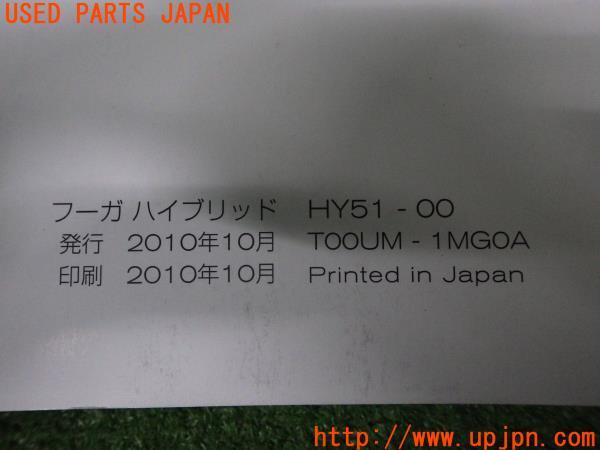 USED PARTS JAPAN
フーガ ハイブリッド HY51 - 00
発行 2010年10月 T00UM - 1MG0A
印刷 2010年10月 Printed in Japan
http://www.upjpn.com